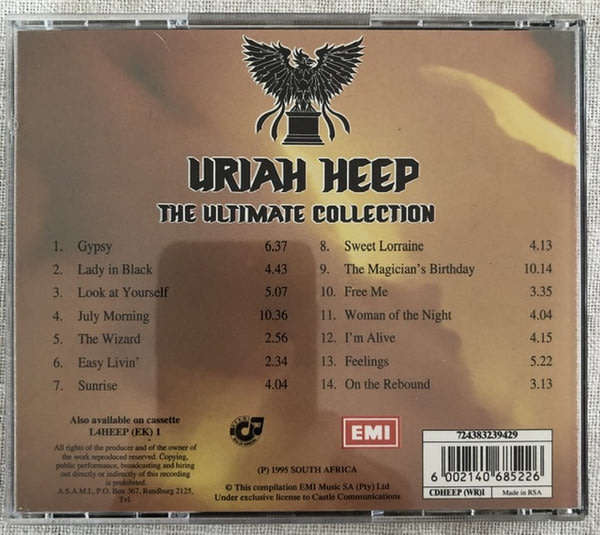 URIAH HEEP
THE ULTIMATE COLLECTION
1. Gypsy 6.37
2. Lady in Black 4.43
3. Look at Yourself 5.07
4. July Morning 10.36
5. The Wizard 2.56
6. Easy Livin' 2.34
7. Sunrise 4.04
8. Sweet Lorraine 4.13
9. The Magician's Birthday 10.14
10. Free Me 3.35
11. Woman of the Night 4.04
12. I'm Alive 4.15
13. Feelings 5.22
14. On the Rebound 3.13
Also available on cassette
L4HEEP (EK) 1
All rights of the producer and of the owner of
the work reproduced reserved. Copying,
public performance, broadcasting and hiring
out directly or indirectly of this recording
is prohibited.
A.S.A.M.I., P.O. Box 367, Randburg 2125,
Tvl.
EMI
(P) 1995 SOUTH AFRICA
© This compilation EMI Music SA (Pty) Ltd
Under exclusive license to Castle Communications.
724383239429
6 002140 685226
CDHEEP (WR)1
Made in RSA